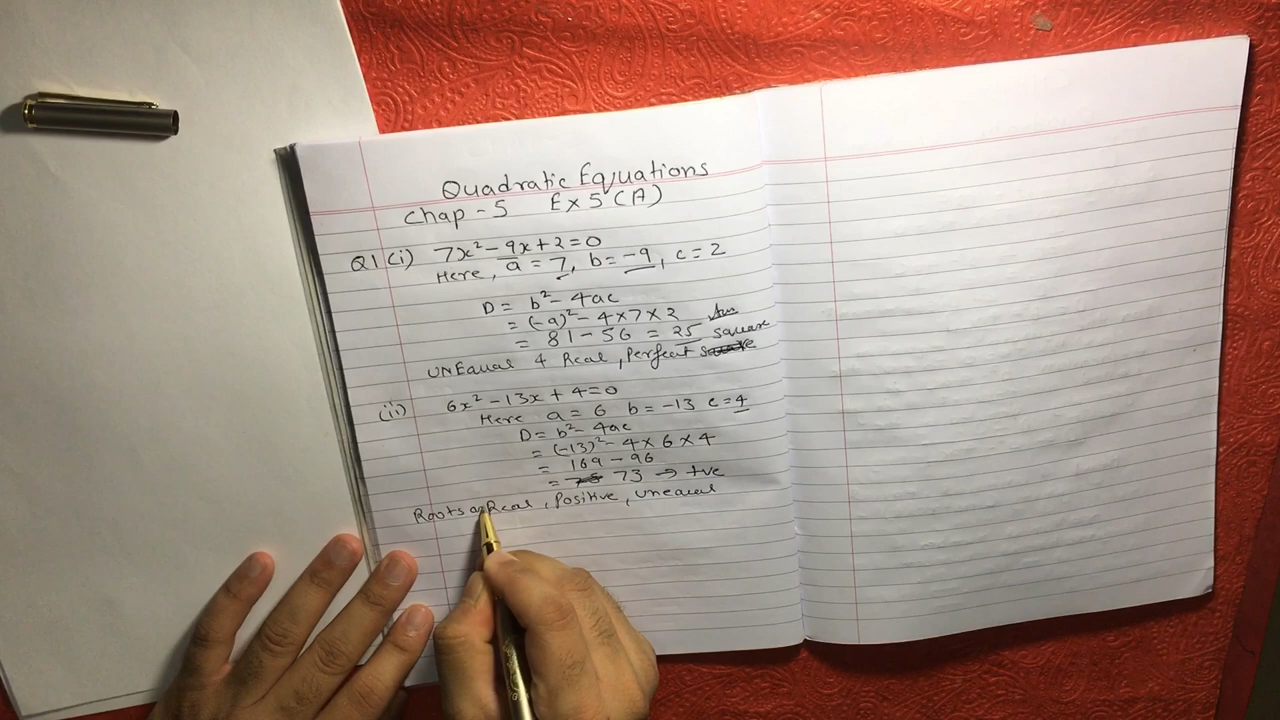 Quadratic Equations
Chap - 5 Ex 5(A)
Q1(i) 7x² - 9x + 2 = 0
Here, a = 7, b = -9, c = 2
D = b² - 4ac
= (-9)² - 4 × 7 × 2 Ans
= 81 - 56 = 25 square
UNEqual & Real, Perfect
(ii) 6x² - 13x + 4 = 0
Here a = 6 b = -13 c = 4
D = b² - 4ac
= (-13)² - 4 × 6 × 4
= 169 - 96
= 73 → +ve
Roots are Real, Positive, unequal